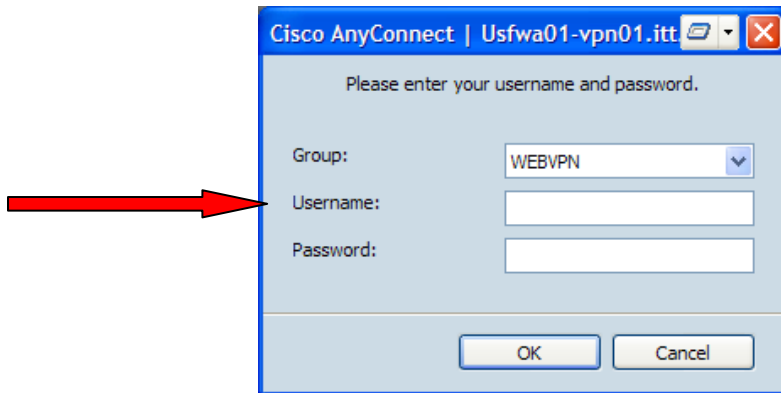 Cisco AnyConnect | Usfwa01-vpn01.itt.
Please enter your username and password.
Group: WEBVPN
Username:
Password:
OK Cancel